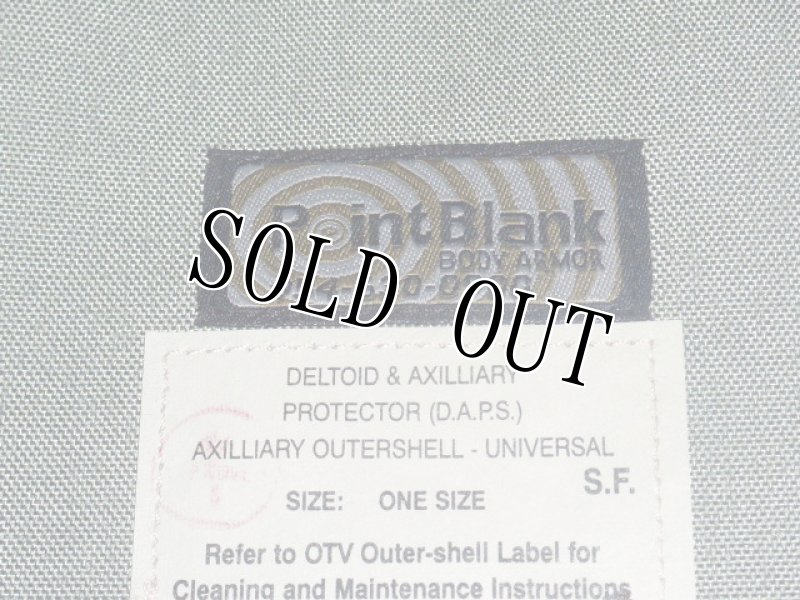 Point Blank
BODY ARMOR
SOLD OUT
DELTOID & AXILLIARY
PROTECTOR (D.A.P.S.)
AXILLIARY OUTERSHELL - UNIVERSAL
S.F.
SIZE: ONE SIZE
Refer to OTV Outer-shell Label for
Cleaning and Maintenance Instructions